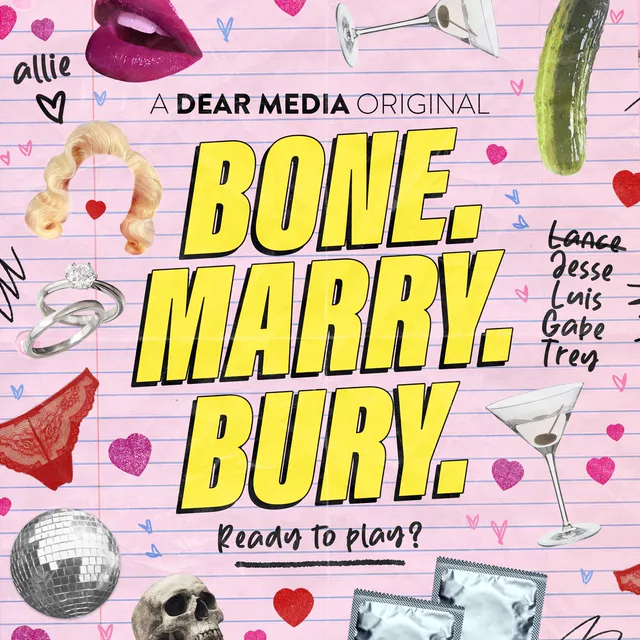 allie
A DEAR MEDIA ORIGINAL
BONE.
MARRY.
BURY.
Lance
Jesse
Luis
Gabe
Trey
Ready to play?